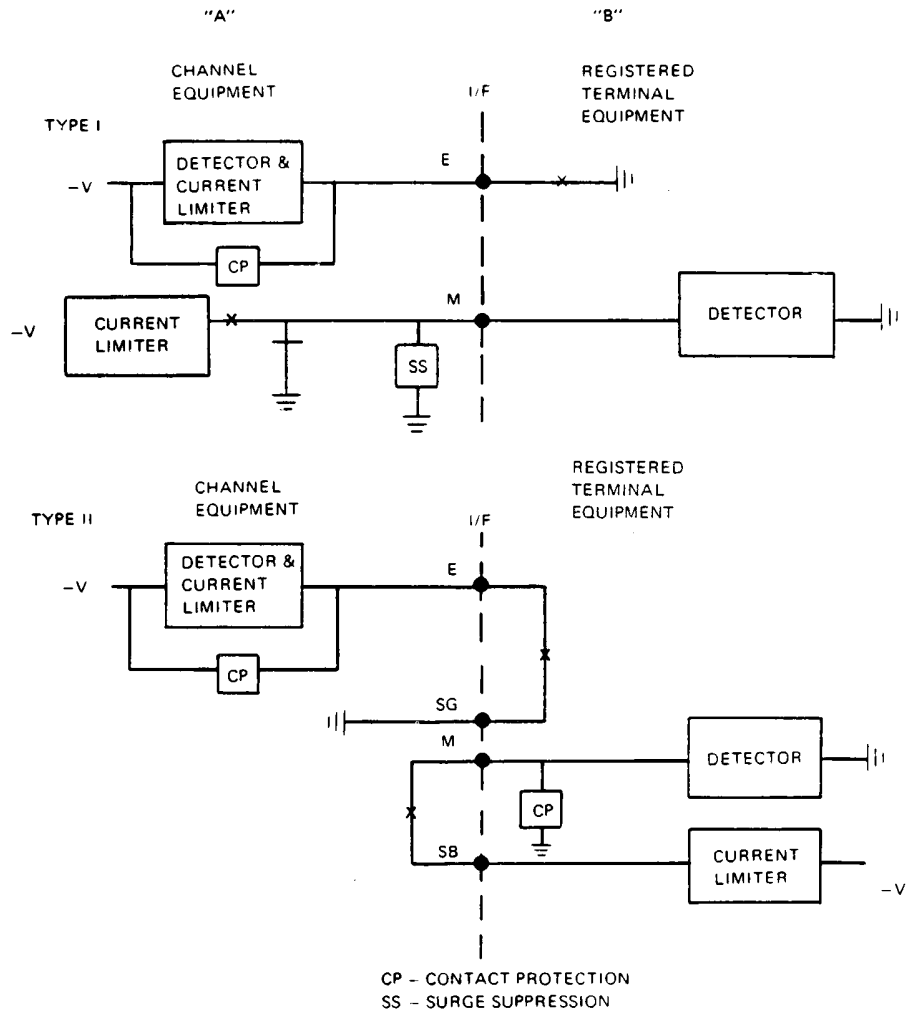 "A"
"B"
CHANNEL
EQUIPMENT
REGISTERED
TERMINAL
EQUIPMENT
I/F
TYPE I
E
-V
DETECTOR &
CURRENT
LIMITER
CP
M
-V
CURRENT
LIMITER
SS
DETECTOR
CHANNEL
EQUIPMENT
REGISTERED
TERMINAL
EQUIPMENT
I/F
TYPE II
E
-V
DETECTOR &
CURRENT
LIMITER
CP
SG
M
DETECTOR
CP
SB
CURRENT
LIMITER
-V
CP - CONTACT PROTECTION
SS - SURGE SUPPRESSION